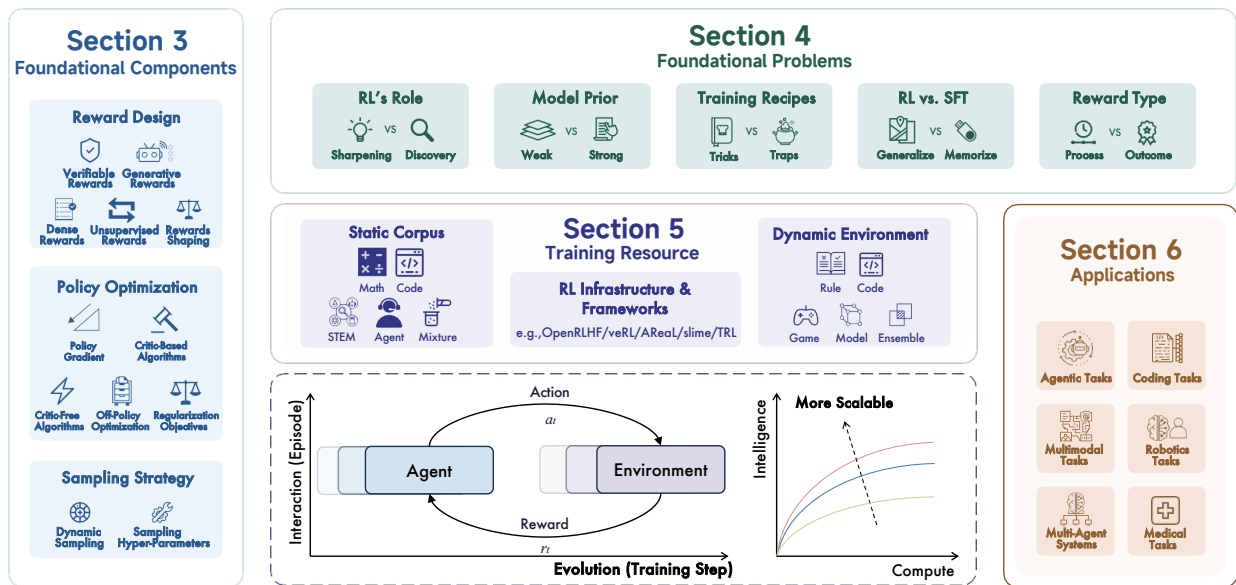 Section 3
Foundational Components
Reward Design
Verifiable Rewards
Generative Rewards
Dense Rewards
Unsupervised Rewards
Rewards Shaping
Policy Optimization
Policy Gradient
Critic-Based Algorithms
Critic-Free Algorithms
Off-Policy Optimization
Regularization Objectives
Sampling Strategy
Dynamic Sampling
Sampling Hyper-Parameters
Section 4
Foundational Problems
RL's Role
vs
Sharpening Discovery
Model Prior
vs
Weak Strong
Training Recipes
vs
Tricks Traps
RL vs. SFT
vs
Generalize Memorize
Reward Type
vs
Process Outcome
Section 5
Training Resource
Static Corpus
Math Code
STEM Agent Mixture
RL Infrastructure &
Frameworks
e.g.,OpenRLHF/veRL/AReaL/slime/TRL
Dynamic Environment
Rule Code
Game Model Ensemble
Section 6
Applications
Agentic Tasks
Coding Tasks
Multimodal Tasks
Robotics Tasks
Multi-Agent Systems
Medical Tasks
Interaction (Episode)
Action
at
Agent
Environment
Reward
rt
Evolution (Training Step)
Intelligence
More Scalable
Compute